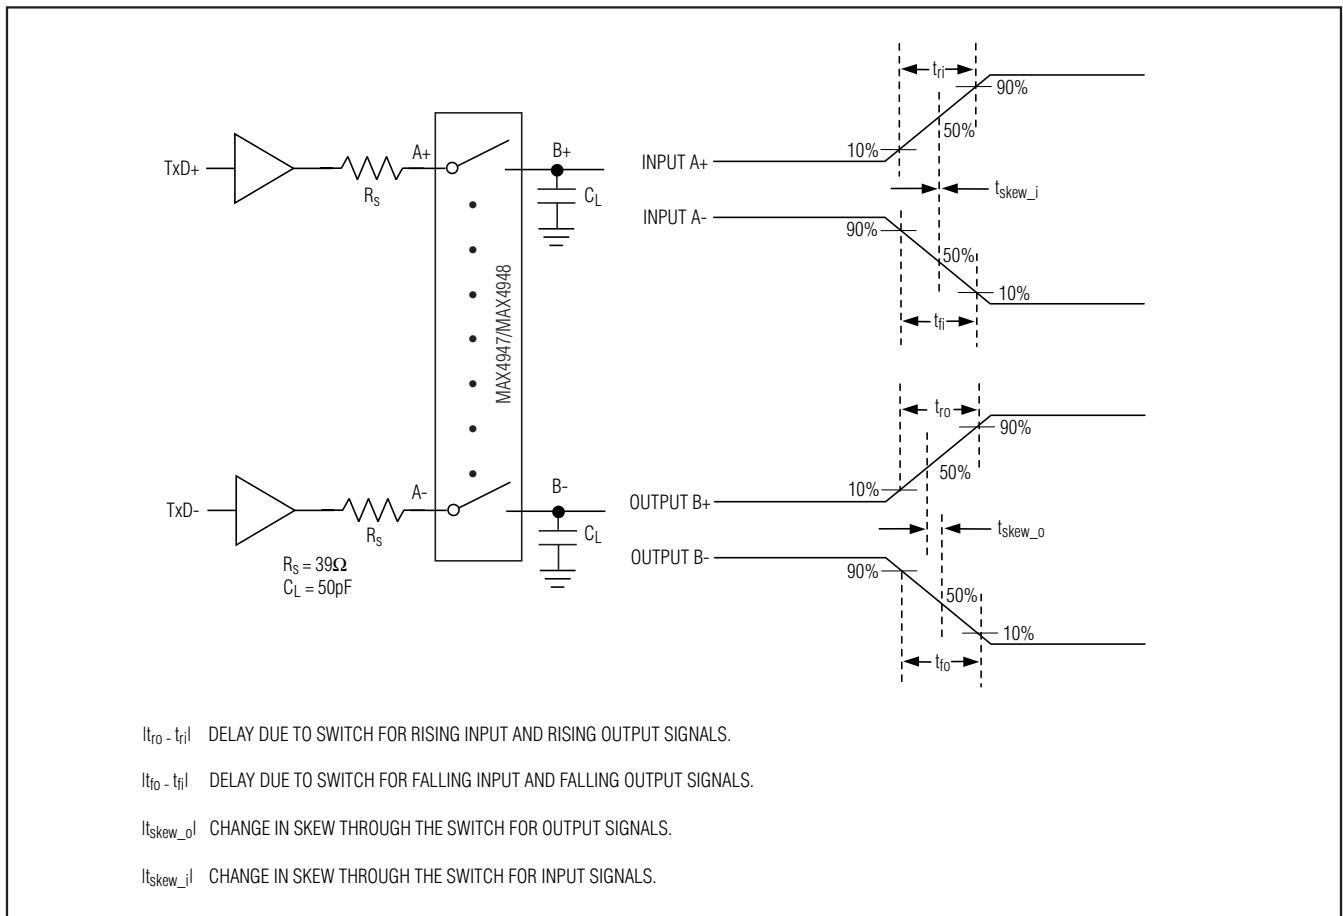 TxD+
Rs
A+
B+
CL
MAX4947/MAX4948
TxD-
Rs
A-
B-
CL
Rs = 39Ω
CL = 50pF
INPUT A+
10%
tri
90%
50%
tskew_i
INPUT A-
90%
50%
10%
tfi
OUTPUT B+
10%
tro
90%
50%
tskew_o
OUTPUT B-
90%
50%
10%
tfo
|tro - tri| DELAY DUE TO SWITCH FOR RISING INPUT AND RISING OUTPUT SIGNALS.
|tfo - tfi| DELAY DUE TO SWITCH FOR FALLING INPUT AND FALLING OUTPUT SIGNALS.
|tskew_o| CHANGE IN SKEW THROUGH THE SWITCH FOR OUTPUT SIGNALS.
|tskew_i| CHANGE IN SKEW THROUGH THE SWITCH FOR INPUT SIGNALS.